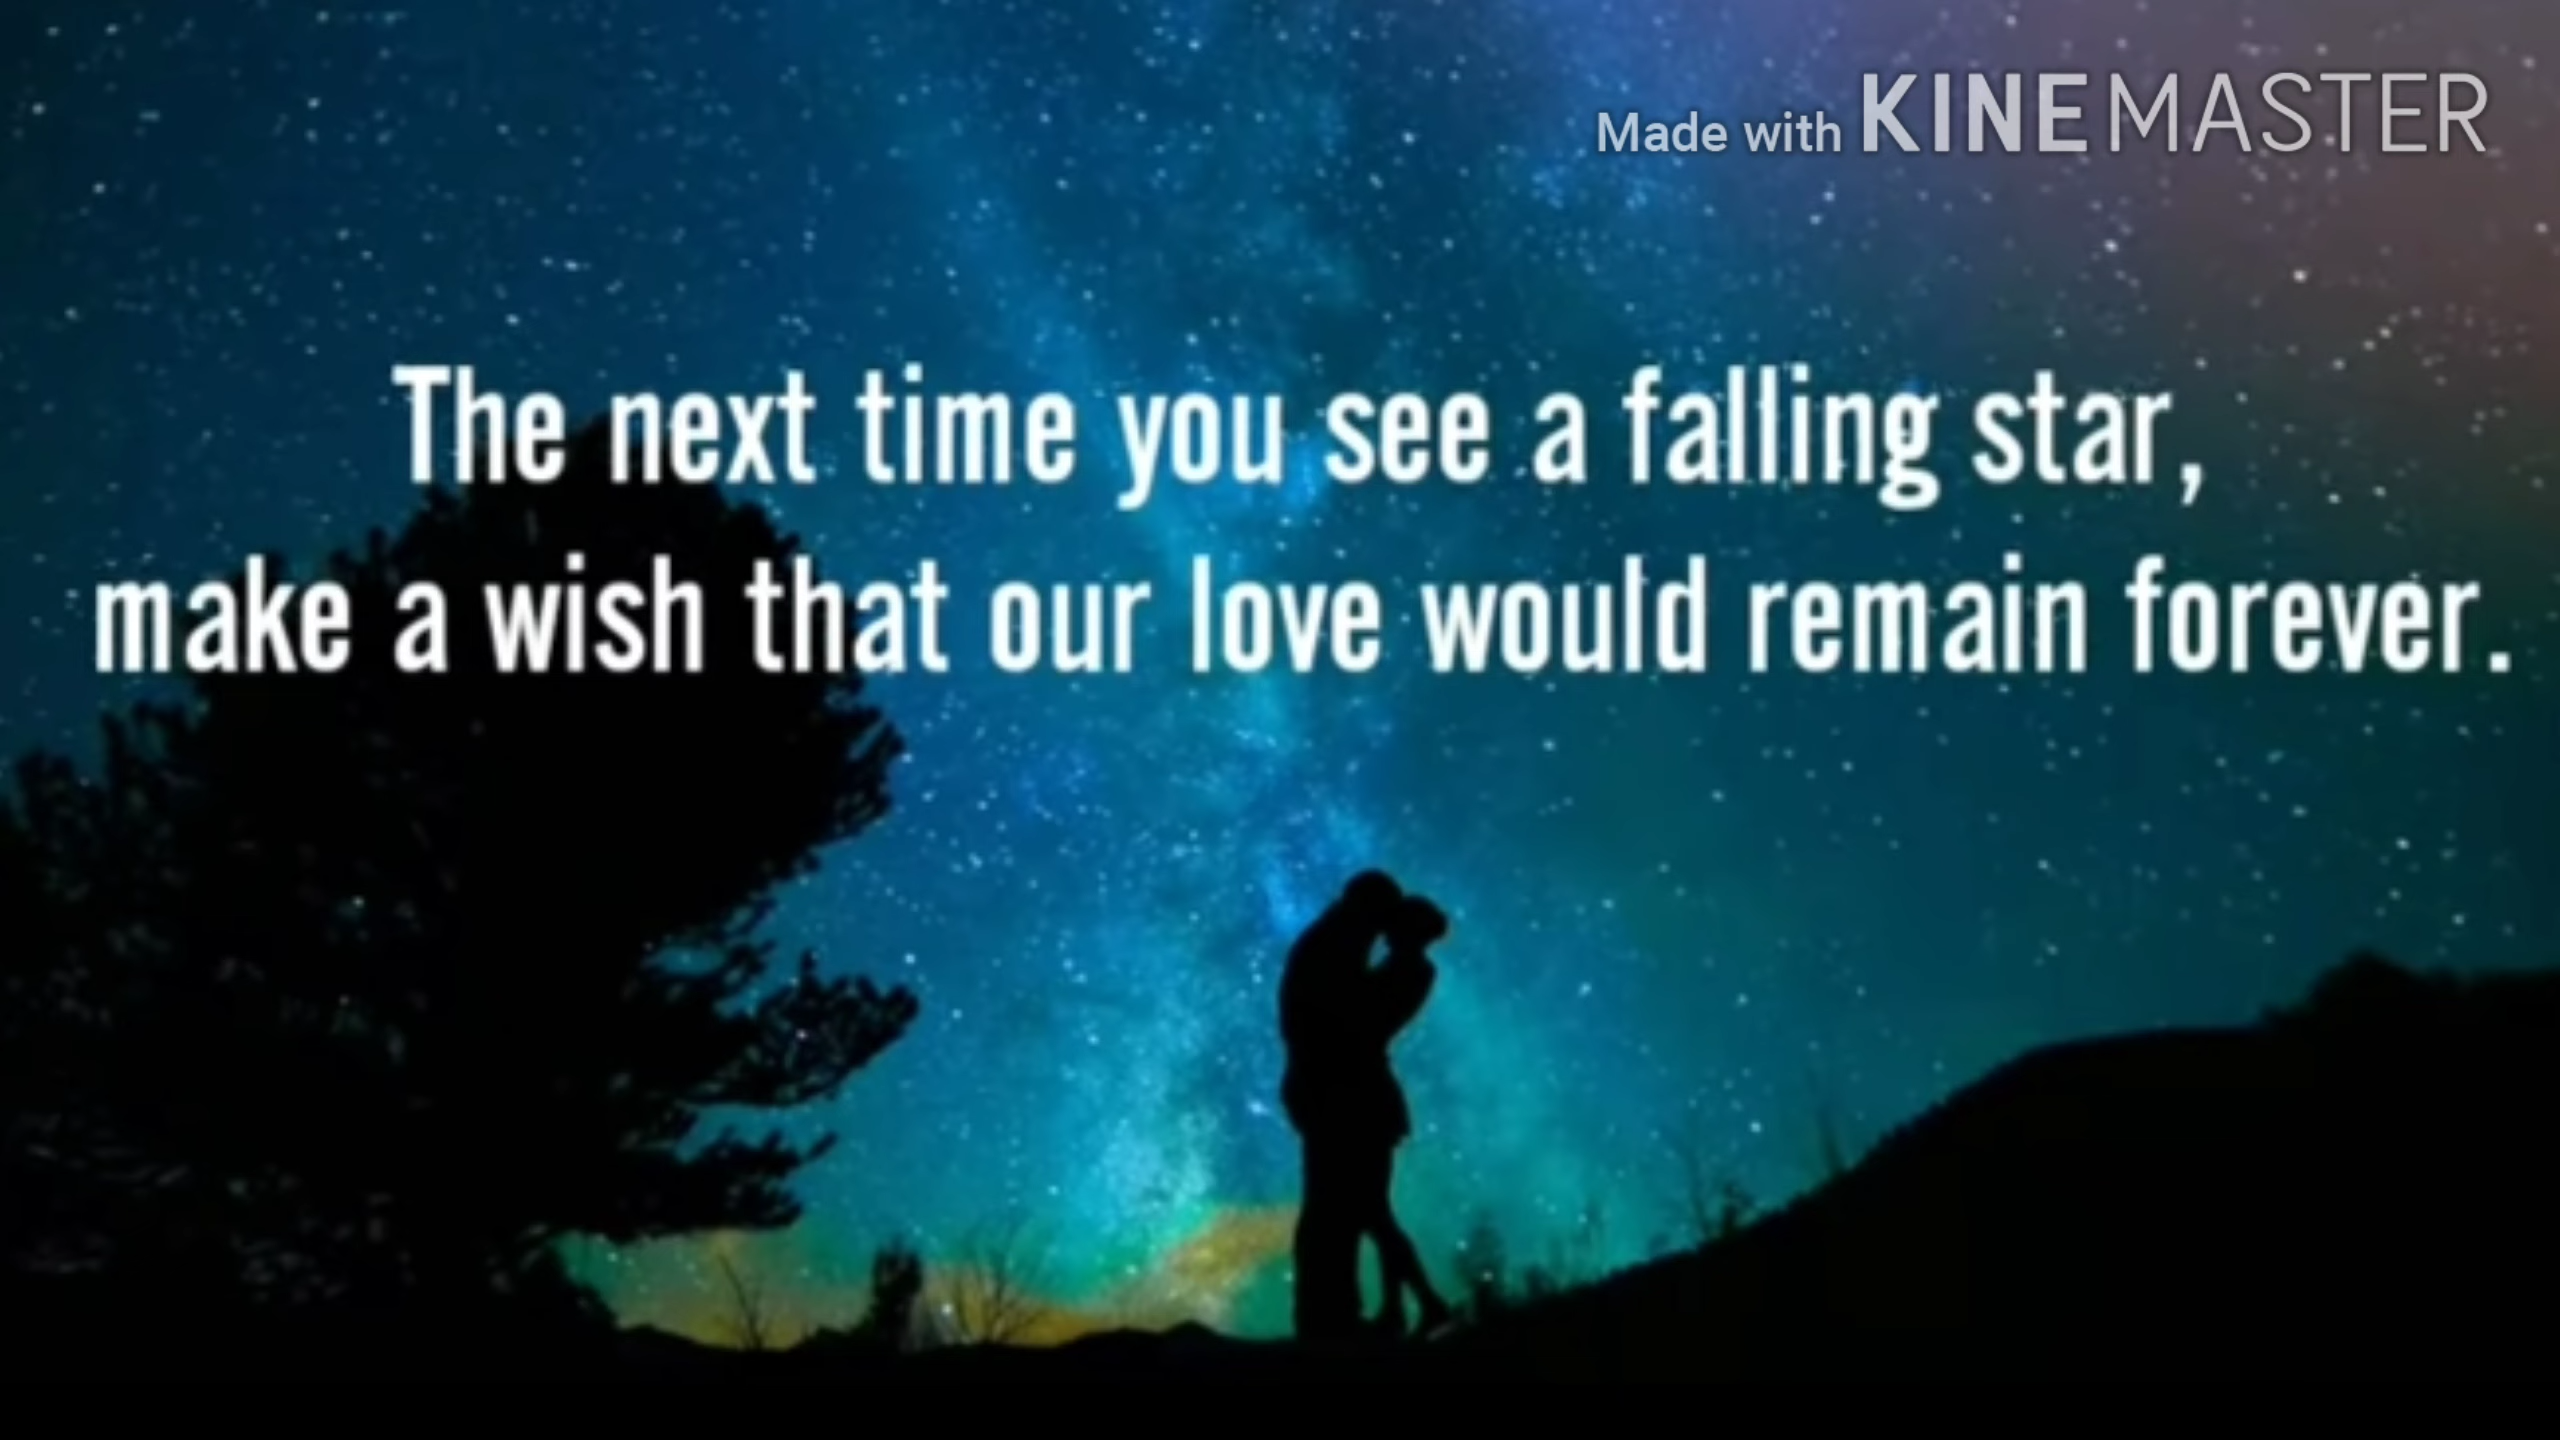 Made with KINEMASTER
The next time you see a falling star,
make a wish that our love would remain forever.